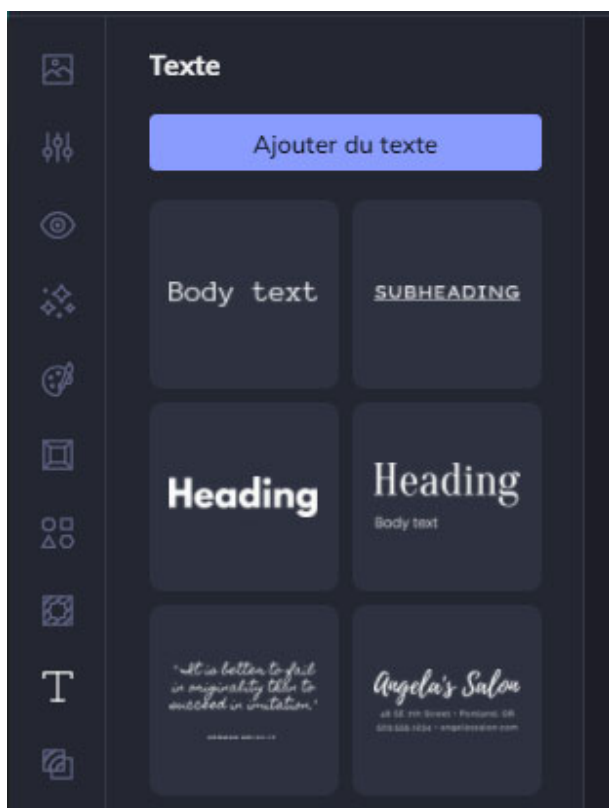 Texte
Ajouter du texte
Body text
SUBHEADING
Heading
Heading
Body text
"It is better to fail
in originality than to
succeed in imitation."
Angela's Salon